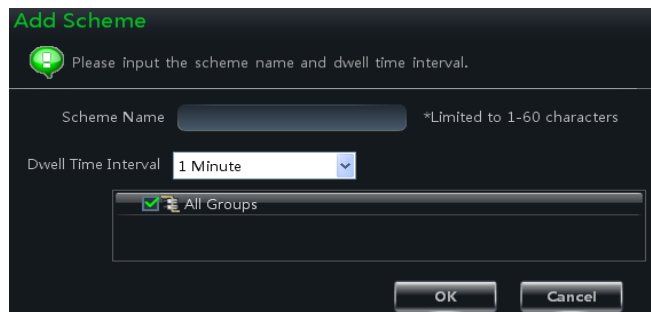 Add Scheme
Please input the scheme name and dwell time interval.
Scheme Name *Limited to 1-60 characters
Dwell Time Interval 1 Minute
All Groups
OK Cancel